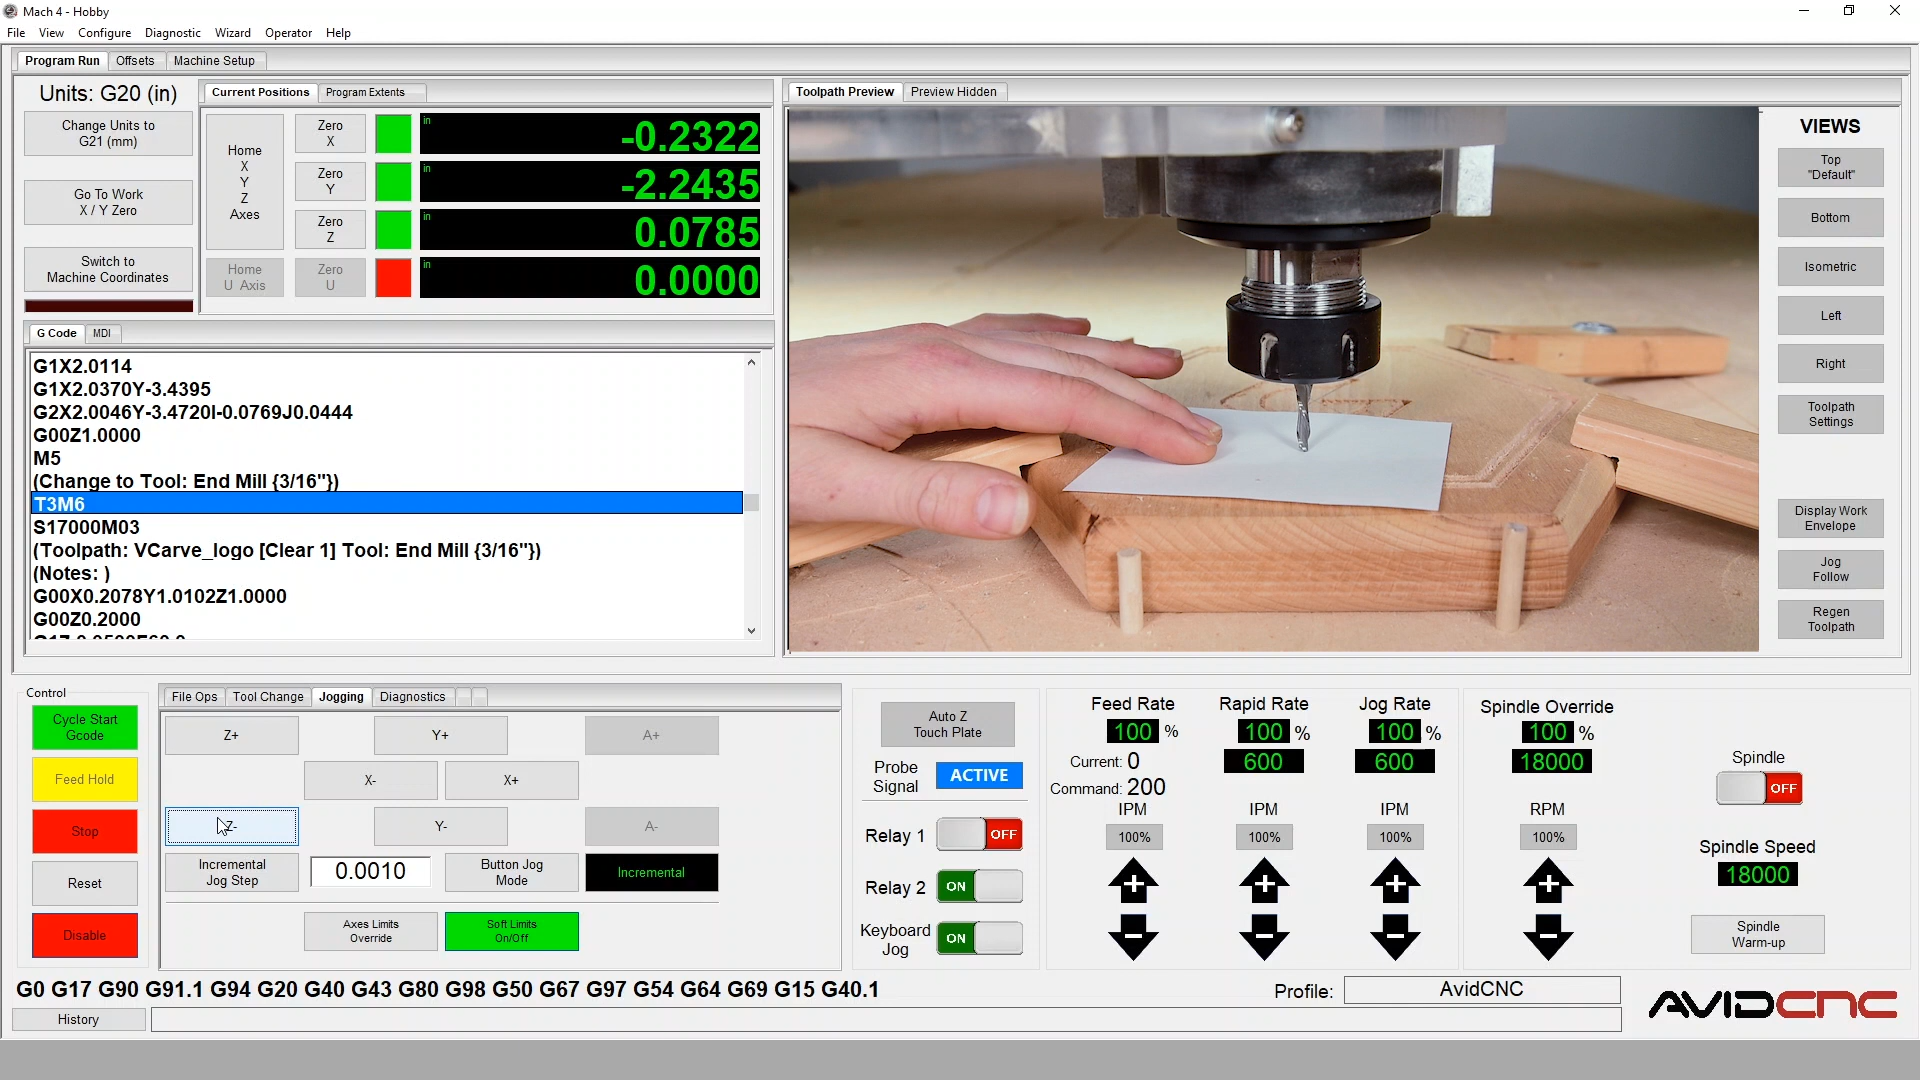 Mach 4 - Hobby
File View Configure Diagnostic Wizard Operator Help
Program Run Offsets Machine Setup
Units: G20 (in)
Change Units to
G21 (mm)
Go To Work
X / Y Zero
Switch to
Machine Coordinates
Current Positions Program Extents
Home
X
Y
Z
Axes
Zero
X
in
-0.2322
Zero
Y
in
-2.2435
Zero
Z
in
0.0785
Home
U Axis
Zero
U
in
0.0000
G Code MDI
G1X2.0114
G1X2.0370Y-3.4395
G2X2.0046Y-3.4720I-0.0769J0.0444
G00Z1.0000
M5
(Change to Tool: End Mill {3/16"})
T3M6
S17000M03
(Toolpath: VCarve_logo [Clear 1] Tool: End Mill {3/16"})
(Notes: )
G00X0.2078Y1.0102Z1.0000
G00Z0.2000
Toolpath Preview Preview Hidden
VIEWS
Top
"Default"
Bottom
Isometric
Left
Right
Toolpath
Settings
Display Work
Envelope
Jog
Follow
Regen
Toolpath
Control
Cycle Start
Gcode
Feed Hold
Stop
Reset
Disable
File Ops Tool Change Jogging Diagnostics
Z+ Y+ A+
X- X+
Z- Y- A-
Incremental
Jog Step
0.0010
Button Jog
Mode
Incremental
Axes Limits
Override
Soft Limits
On/Off
Auto Z
Touch Plate
Probe
Signal
ACTIVE
Relay 1 OFF
Relay 2 ON
Keyboard
Jog
ON
Feed Rate
100 %
Current: 0
Command: 200
IPM
100%
+
-
Rapid Rate
100 %
600
IPM
100%
+
-
Jog Rate
100 %
600
IPM
100%
+
-
Spindle Override
100 %
18000
RPM
100%
+
-
Spindle
OFF
Spindle Speed
18000
Spindle
Warm-up
G0 G17 G90 G91.1 G94 G20 G40 G43 G80 G98 G50 G67 G97 G54 G64 G69 G15 G40.1
Profile: AvidCNC
History
AVIDCNC